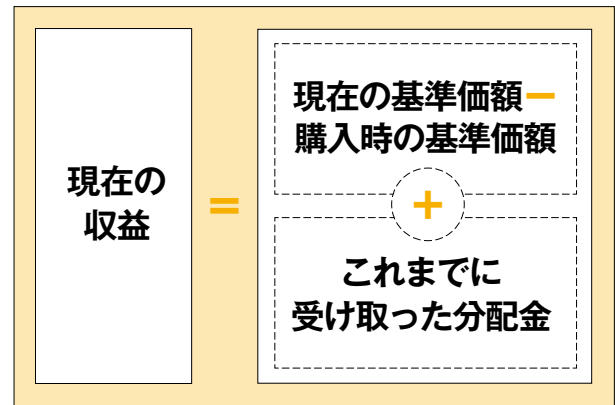 現在の
収益
＝
現在の基準価額－
購入時の基準価額
＋
これまでに
受け取った分配金